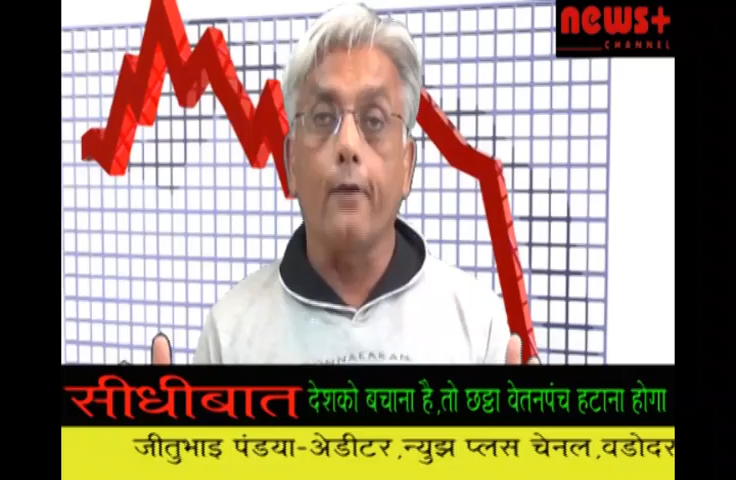 news+
CHANNEL
सीधीबात देशको बचाना है,तो छठ्ठा वेतनपंच हटाना होगा
जीतुभाइ पंडया-अेडीटर,न्युझ प्लस चेनल,वडोदर